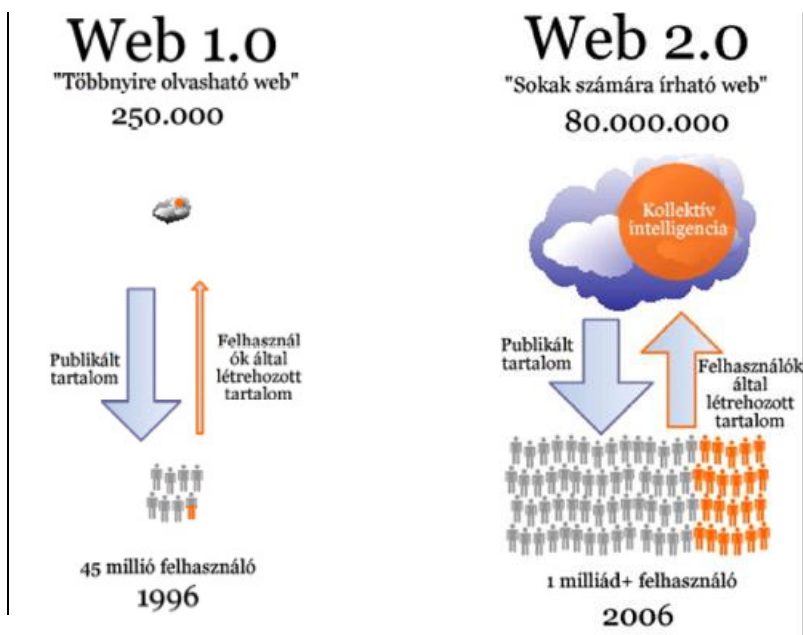 Web 1.0
"Többnyire olvasható web"
250.000
Publikált
tartalom
Felhasznál
ók által
létrehozott
tartalom
45 millió felhasználó
1996
Web 2.0
"Sokak számára írható web"
80.000.000
Kollektív
intelligencia
Publikált
tartalom
Felhasználók
által
létrehozott
tartalom
1 milliád+ felhasználó
2006